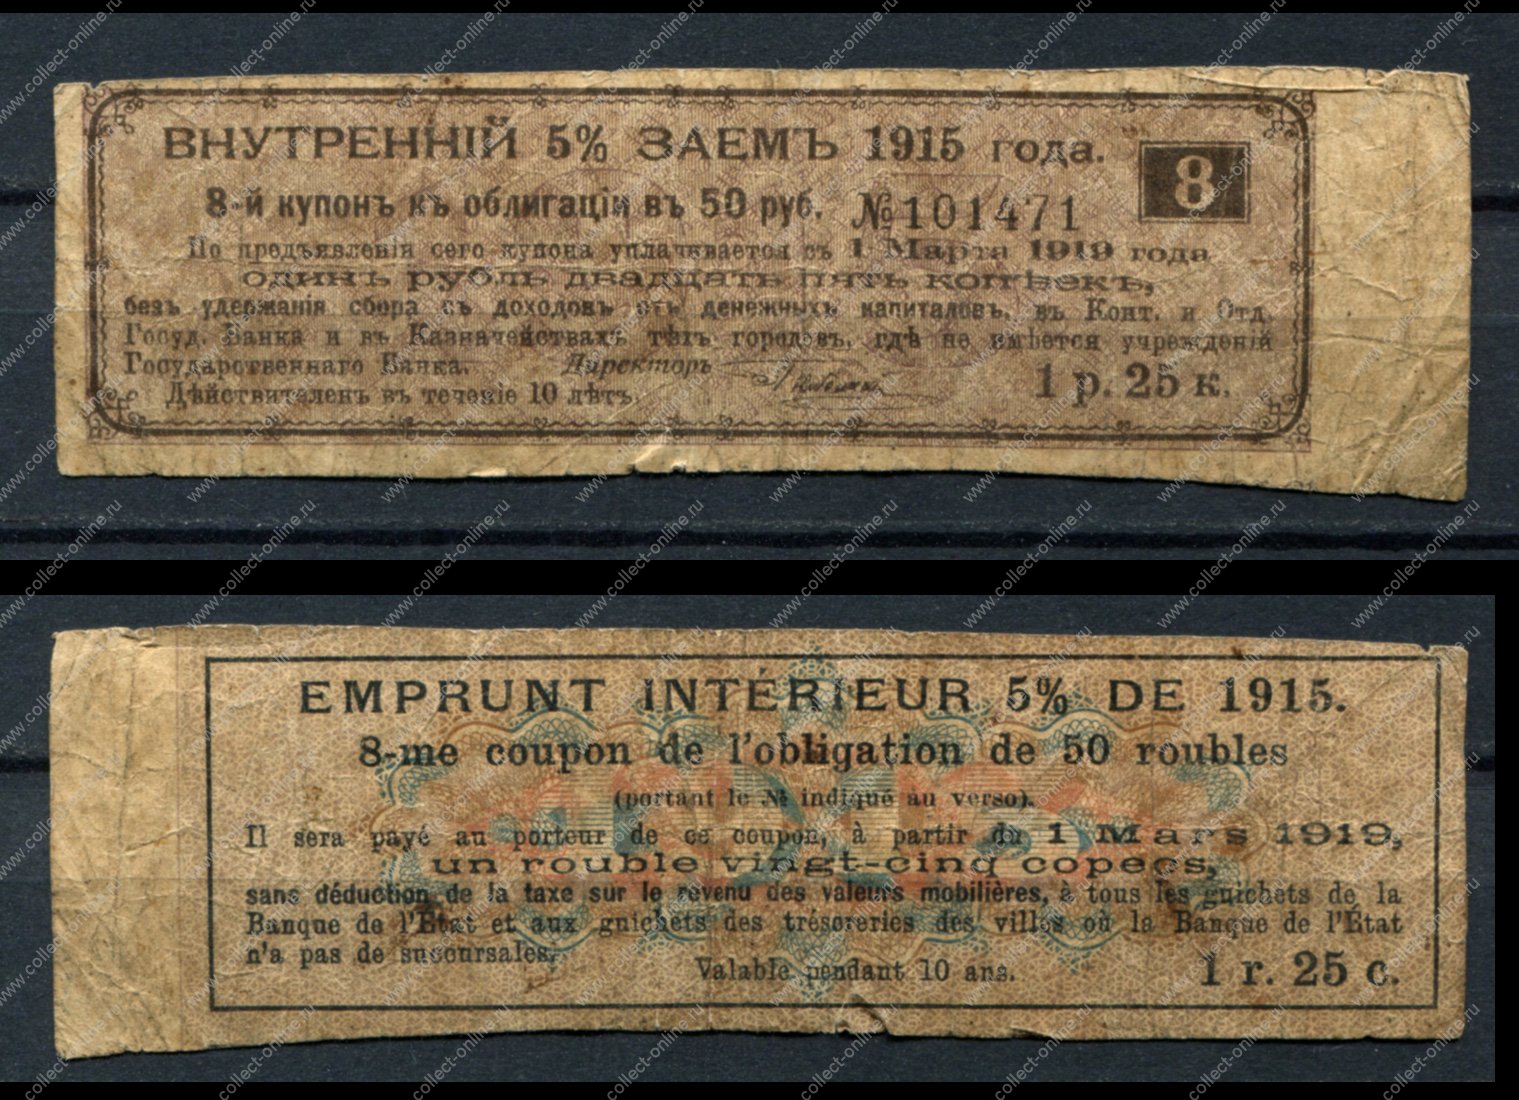 ВНУТРЕННІЙ 5% ЗАЕМЪ 1915 года.
8
8-й купонъ къ облигаціи въ 50 руб. №101471
По предъявленіи сего купона уплачивается съ 1 Марта 1919 года
одинъ рубль двадцать пять копѣекъ,
безъ удержанія сбора съ доходовъ отъ денежныхъ капиталовъ, въ Конт. и Отд.
Госуд. Банка и въ Казначействахъ тѣхъ городовъ, гдѣ не имѣется учрежденій
Государственнаго Банка. Директоръ
Дѣйствителенъ въ теченіе 10 лѣтъ.
1 р. 25 к.
EMPRUNT INTÉRIEUR 5% DE 1915.
8-me coupon de l'obligation de 50 roubles
(portant le № indiqué au verso).
Il sera payé au porteur de ce coupon, à partir du 1 Mars 1919,
un rouble vingt-cinq copecs,
sans déduction de la taxe sur le revenu des valeurs mobilières, à tous les guichets de la
Banque de l'État et aux guichets des trésoreries des villes où la Banque de l'État
n'a pas de succursales.
Valable pendant 10 ans.
1 r. 25 c.
www.collect-online.ru